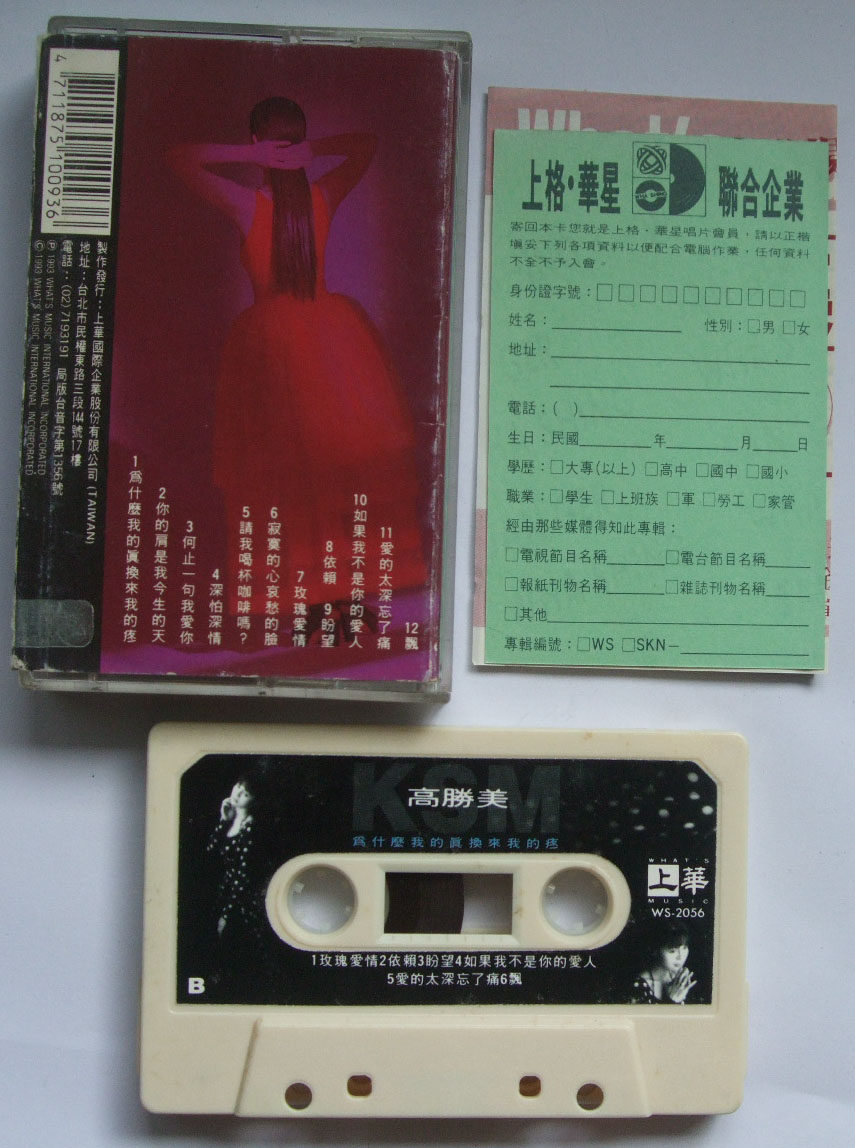 4 711875 100936
製作發行：上華國際企業股份有限公司 (TAIWAN)
地址：台北市民權東路三段144號17樓
電話：(02) 7193191 局版台音字第1356號
Ⓟ 1993 WHAT'S MUSIC INTERNATIONAL INCORPORATED
© 1993 WHAT'S MUSIC INTERNATIONAL INCORPORATED
1 爲什麼我的眞換來我的疼
2 你的肩是我今生的天
3 何止一句我愛你
4 深怕深情
5 請我喝杯咖啡嗎？
6 寂寞的心哀愁的臉
7 玫瑰愛情
8 依賴
9 盼望
10 如果我不是你的愛人
11 愛的太深忘了痛
12 飄
上格·華星
聯合企業
寄回本卡您就是上格、華星唱片會員，請以正楷
塡妥下列各項資料以便配合電腦作業，任何資料
不全不予入會。
身份證字號：□□□□□□□□□□
姓名：
性別：□男 □女
地址：
電話：( )
生日：民國 年 月 日
學歷：□大專(以上) □高中 □國中 □國小
職業：□學生 □上班族 □軍 □勞工 □家管
經由那些媒體得知此專輯：
□電視節目名稱 □電台節目名稱
□報紙刊物名稱 □雜誌刊物名稱
□其他
專輯編號：□WS □SKN－
KSM
高勝美
爲什麼我的眞換來我的疼
WHAT'S
上華
MUSIC
WS-2056
1玫瑰愛情2依賴3盼望4如果我不是你的愛人
5愛的太深忘了痛6飄
B